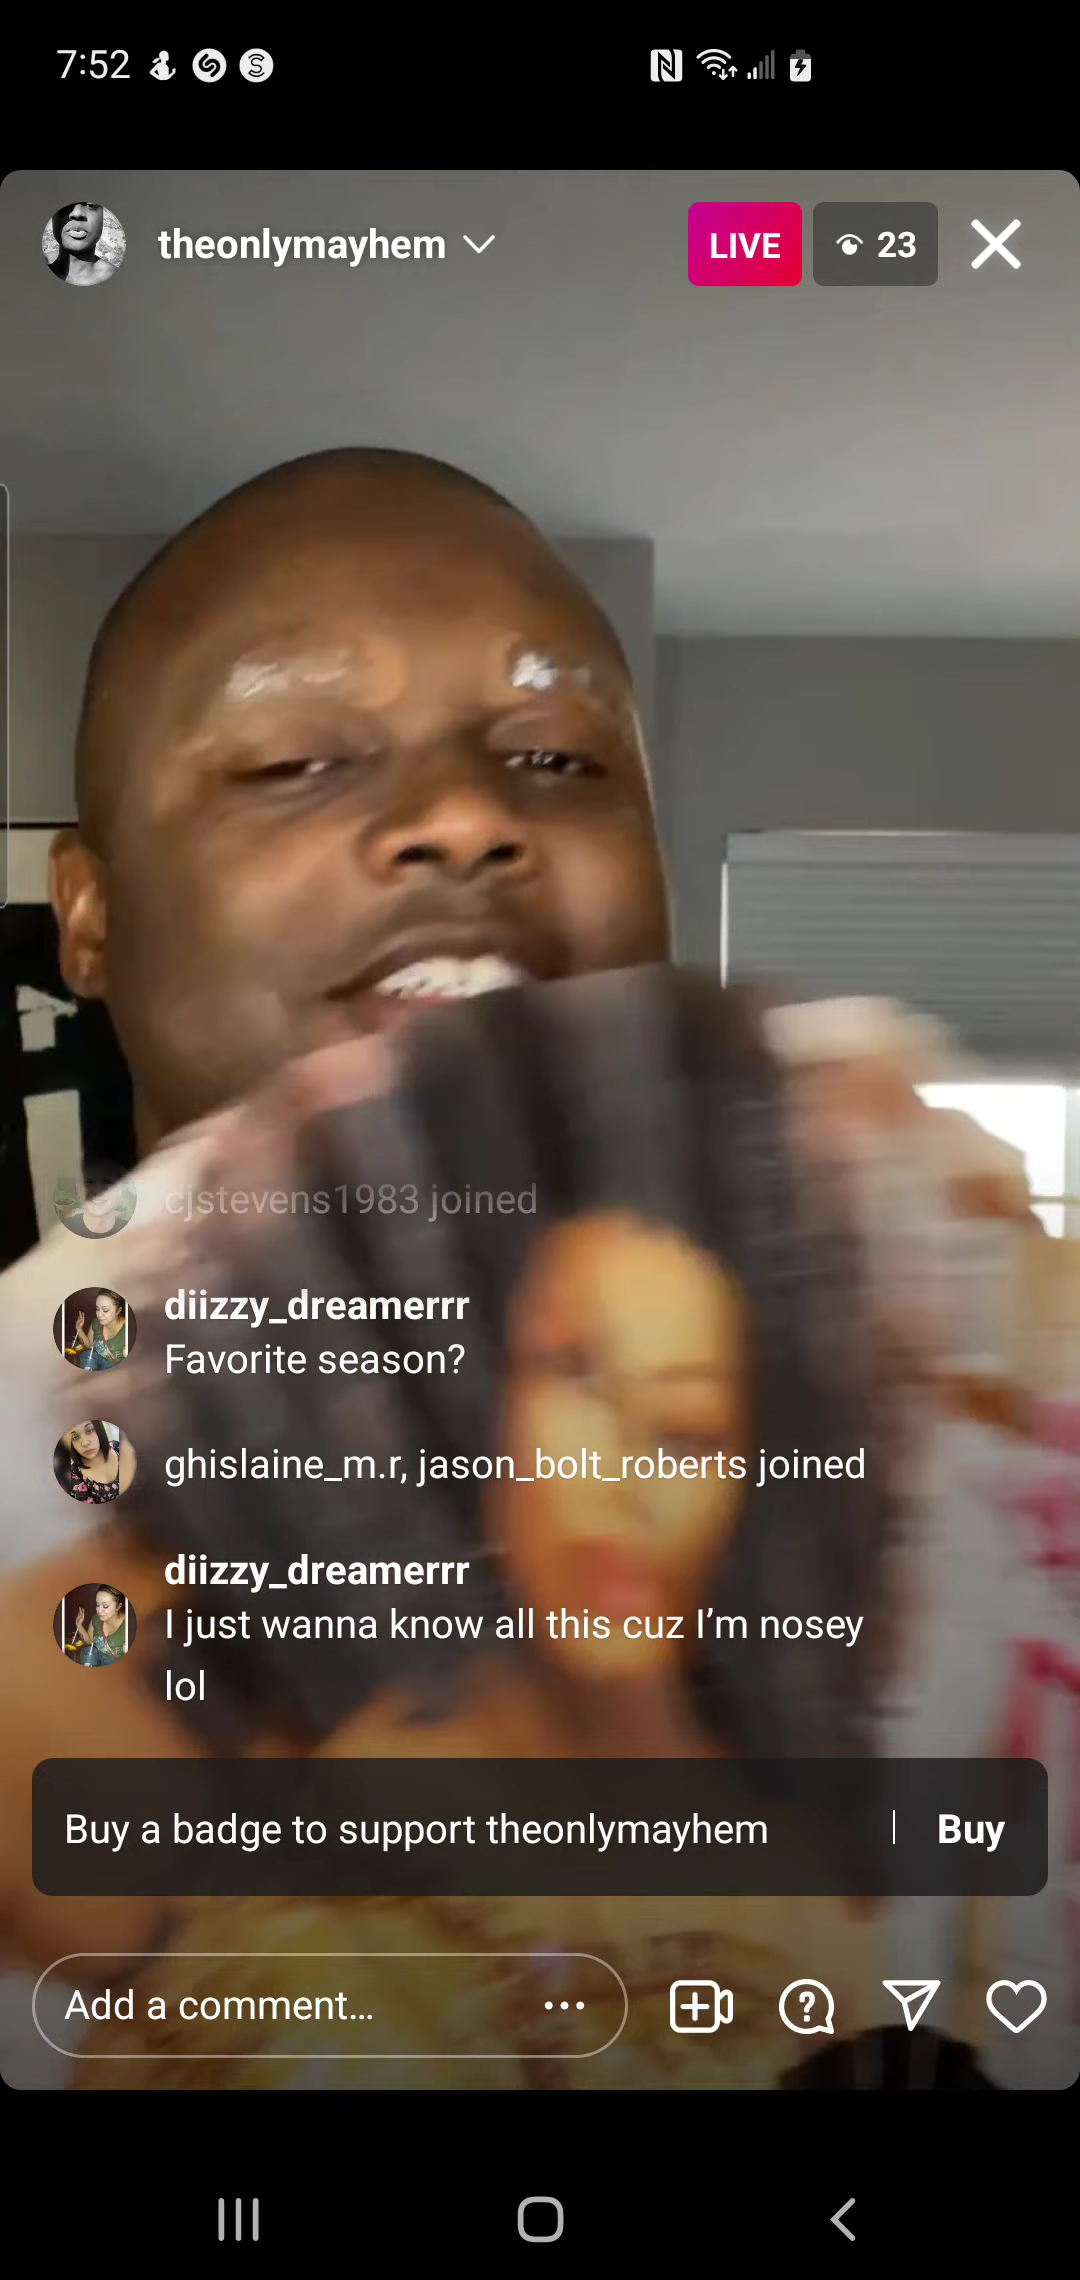 7:52
theonlymayhem
LIVE
23
cjstevens1983 joined
diizzy_dreamerrr
Favorite season?
ghislaine_m.r, jason_bolt_roberts joined
diizzy_dreamerrr
I just wanna know all this cuz I’m nosey
lol
Buy a badge to support theonlymayhem
Buy
Add a comment...